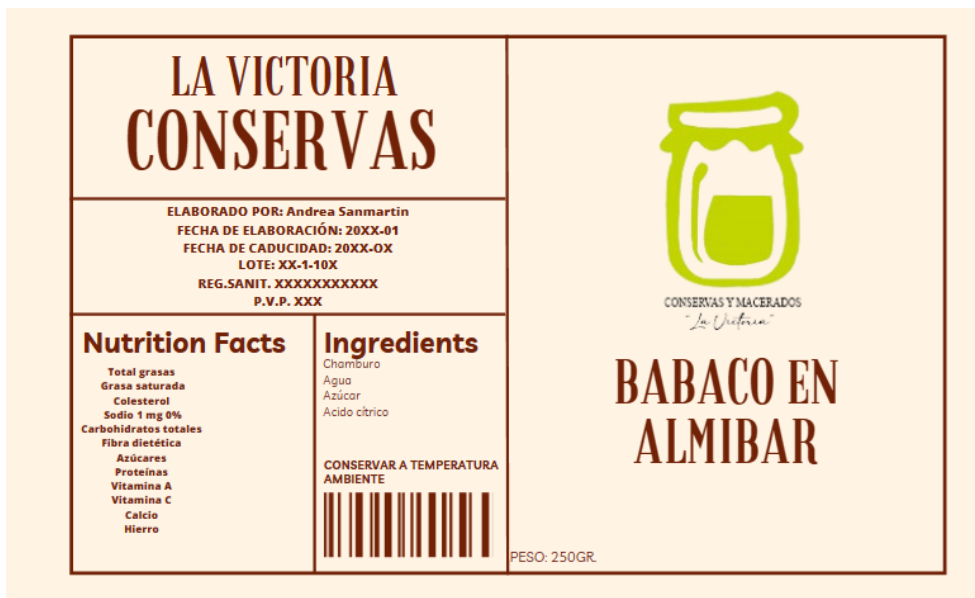 LA VICTORIA
CONSERVAS
ELABORADO POR: Andrea Sanmartin
FECHA DE ELABORACIÓN: 20XX-01
FECHA DE CADUCIDAD: 20XX-OX
LOTE: XX-1-10X
REG.SANIT. XXXXXXXXXXX
P.V.P. XXX
Nutrition Facts
Total grasas
Grasa saturada
Colesterol
Sodio 1 mg 0%
Carbohidratos totales
Fibra dietética
Azúcares
Proteínas
Vitamina A
Vitamina C
Calcio
Hierro
Ingredients
Chamburo
Agua
Azúcar
Acido cítrico
CONSERVAR A TEMPERATURA
AMBIENTE
CONSERVAS Y MACERADOS
"La Victoria"
BABACO EN
ALMIBAR
PESO: 250GR.